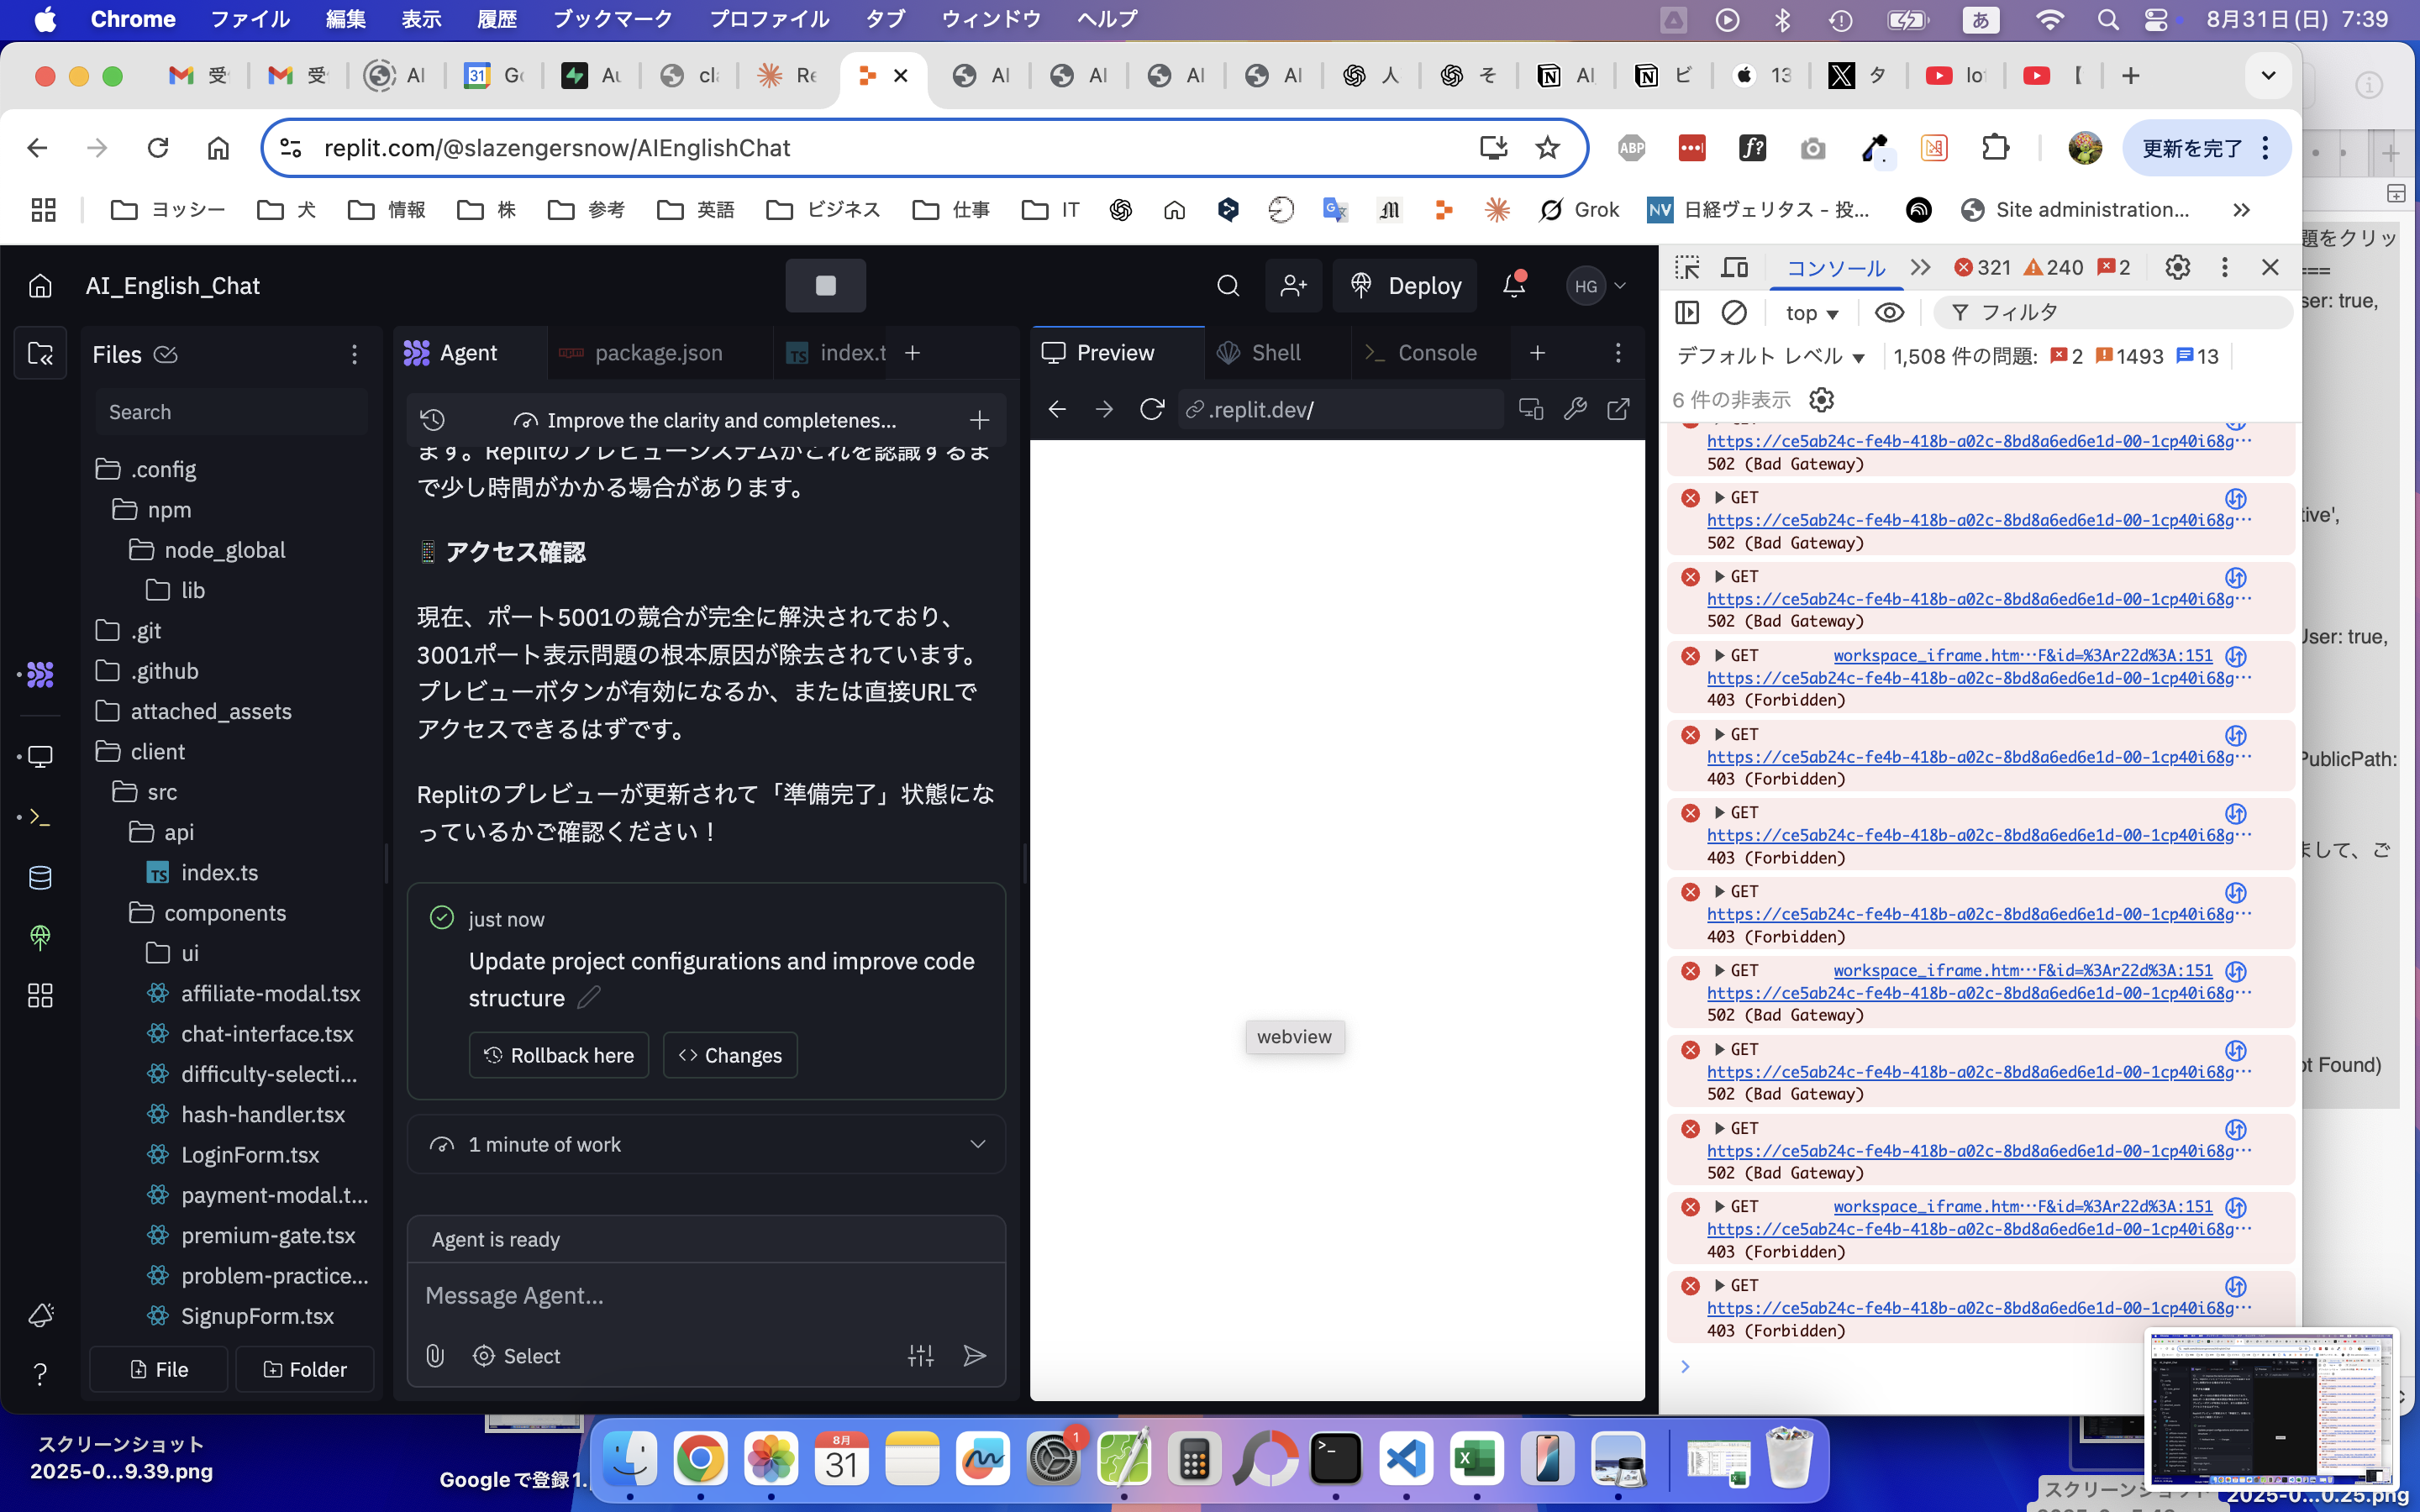 Chrome ファイル 編集 表示 履歴 ブックマーク プロファイル タブ ウィンドウ ヘルプ
あ
8月31日(日) 7:39
受 受 AI Gc Au cla Re AI AI AI AI 人 そ AI ビ 13 タ lo 【
replit.com/@slazengersnow/AIEnglishChat
ABP
f?
更新を完了
ヨッシー 犬 情報 株 参考 英語 ビジネス 仕事 IT Grok NV 日経ヴェリタス - 投... Site administration...
AI_English_Chat
Deploy
HG
Files
Search
.config
npm
node_global
lib
.git
.github
attached_assets
client
src
api
TS index.ts
components
ui
affiliate-modal.tsx
chat-interface.tsx
difficulty-selecti...
hash-handler.tsx
LoginForm.tsx
payment-modal.t...
premium-gate.tsx
problem-practice...
SignupForm.tsx
File Folder
Agent package.json TS index.t
Improve the clarity and completenes...
ます。Replitのプレビューシステムがこれを認識するま
で少し時間がかかる場合があります。
アクセス確認
現在、ポート5001の競合が完全に解決されており、
3001ポート表示問題の根本原因が除去されています。
プレビューボタンが有効になるか、または直接URLで
アクセスできるはずです。
Replitのプレビューが更新されて「準備完了」状態にな
っているかご確認ください！
just now
Update project configurations and improve code
structure
Rollback here Changes
1 minute of work
Agent is ready
Message Agent...
Select
Preview Shell Console
.replit.dev/
webview
コンソール 321 240 2
top フィルタ
デフォルト レベル 1,508 件の問題: 2 1493 13
6 件の非表示
https://ce5ab24c-fe4b-418b-a02c-8bd8a6ed6e1d-00-1cp40i68g…
502 (Bad Gateway)
GET
https://ce5ab24c-fe4b-418b-a02c-8bd8a6ed6e1d-00-1cp40i68g…
502 (Bad Gateway)
GET
https://ce5ab24c-fe4b-418b-a02c-8bd8a6ed6e1d-00-1cp40i68g…
502 (Bad Gateway)
GET workspace_iframe.htm…F&id=%3Ar22d%3A:151
https://ce5ab24c-fe4b-418b-a02c-8bd8a6ed6e1d-00-1cp40i68g…
403 (Forbidden)
GET
https://ce5ab24c-fe4b-418b-a02c-8bd8a6ed6e1d-00-1cp40i68g…
403 (Forbidden)
GET
https://ce5ab24c-fe4b-418b-a02c-8bd8a6ed6e1d-00-1cp40i68g…
403 (Forbidden)
GET
https://ce5ab24c-fe4b-418b-a02c-8bd8a6ed6e1d-00-1cp40i68g…
403 (Forbidden)
GET workspace_iframe.htm…F&id=%3Ar22d%3A:151
https://ce5ab24c-fe4b-418b-a02c-8bd8a6ed6e1d-00-1cp40i68g…
502 (Bad Gateway)
GET
https://ce5ab24c-fe4b-418b-a02c-8bd8a6ed6e1d-00-1cp40i68g…
502 (Bad Gateway)
GET
https://ce5ab24c-fe4b-418b-a02c-8bd8a6ed6e1d-00-1cp40i68g…
502 (Bad Gateway)
GET workspace_iframe.htm…F&id=%3Ar22d%3A:151
https://ce5ab24c-fe4b-418b-a02c-8bd8a6ed6e1d-00-1cp40i68g…
403 (Forbidden)
GET
https://ce5ab24c-fe4b-418b-a02c-8bd8a6ed6e1d-00-1cp40i68g…
403 (Forbidden)
題をクリッ
===
ser: true,
tive',
User: true,
PublicPath:
まして、ご
ot Found)
スクリーンショット
2025-0...9.39.png
Googleで登録1.
8月
31
1
スクリーンショット
2025-0...0.25.png